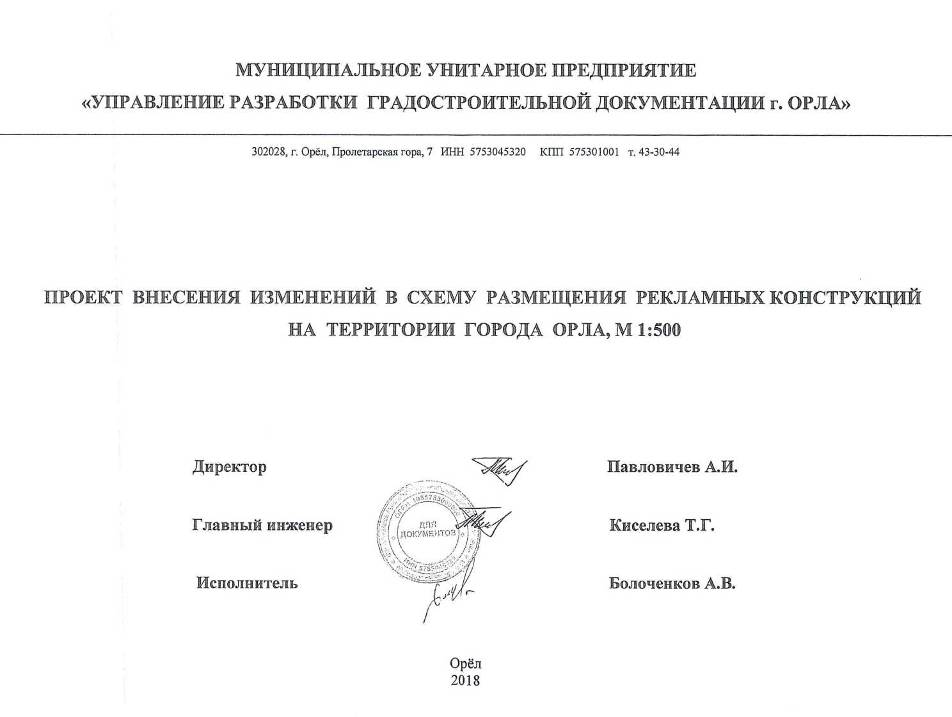 МУНИЦИПАЛЬНОЕ УНИТАРНОЕ ПРЕДПРИЯТИЕ
«УПРАВЛЕНИЕ РАЗРАБОТКИ ГРАДОСТРОИТЕЛЬНОЙ ДОКУМЕНТАЦИИ г. ОРЛА»
302028, г. Орёл, Пролетарская гора, 7 ИНН 5753045320 КПП 575301001 т. 43-30-44
ПРОЕКТ ВНЕСЕНИЯ ИЗМЕНЕНИЙ В СХЕМУ РАЗМЕЩЕНИЯ РЕКЛАМНЫХ КОНСТРУКЦИЙ
НА ТЕРРИТОРИИ ГОРОДА ОРЛА, М 1:500
Директор Павловичев А.И.
Главный инженер Киселева Т.Г.
ДЛЯ
ДОКУМЕНТОВ
Исполнитель Болоченков А.В.
Орёл
2018